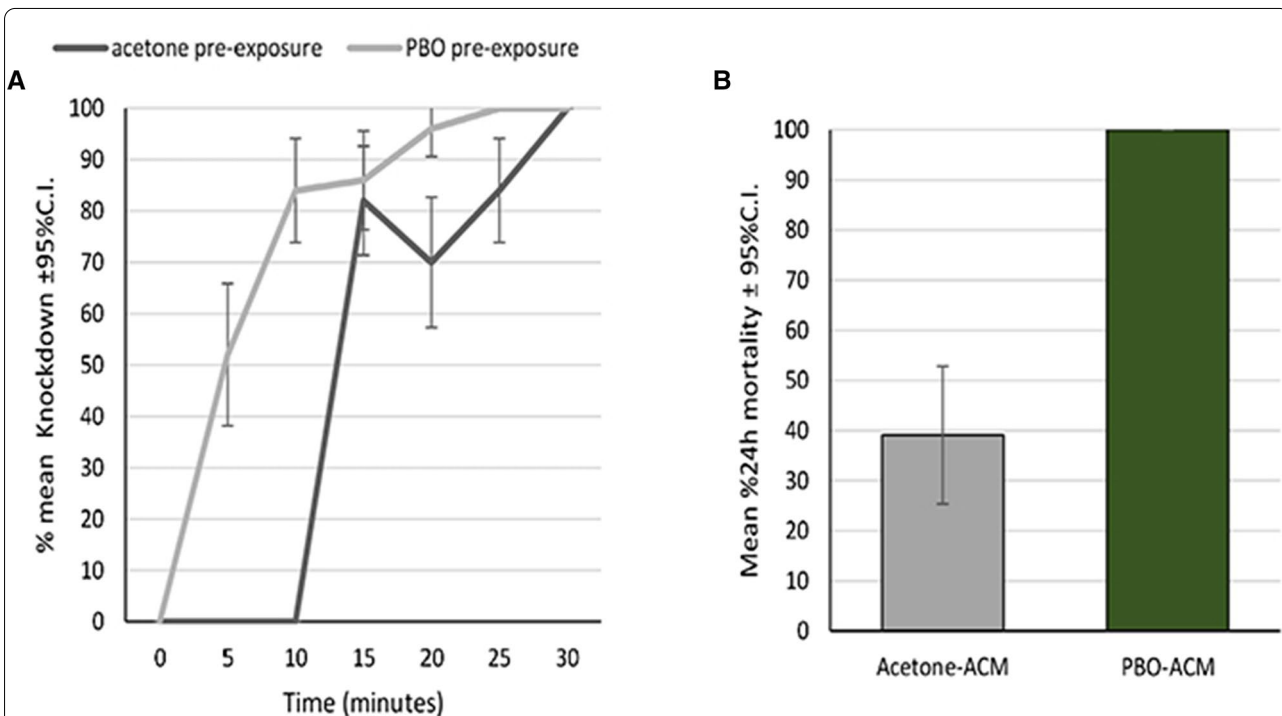 acetone pre-exposure PBO pre-exposure
A
% mean Knockdown ±95%C.I.
100
90
80
70
60
50
40
30
20
10
0
0 5 10 15 20 25 30
Time (minutes)
B
Mean %24h mortality ± 95%C.I.
100
90
80
70
60
50
40
30
20
10
0
Acetone-ACM PBO-ACM